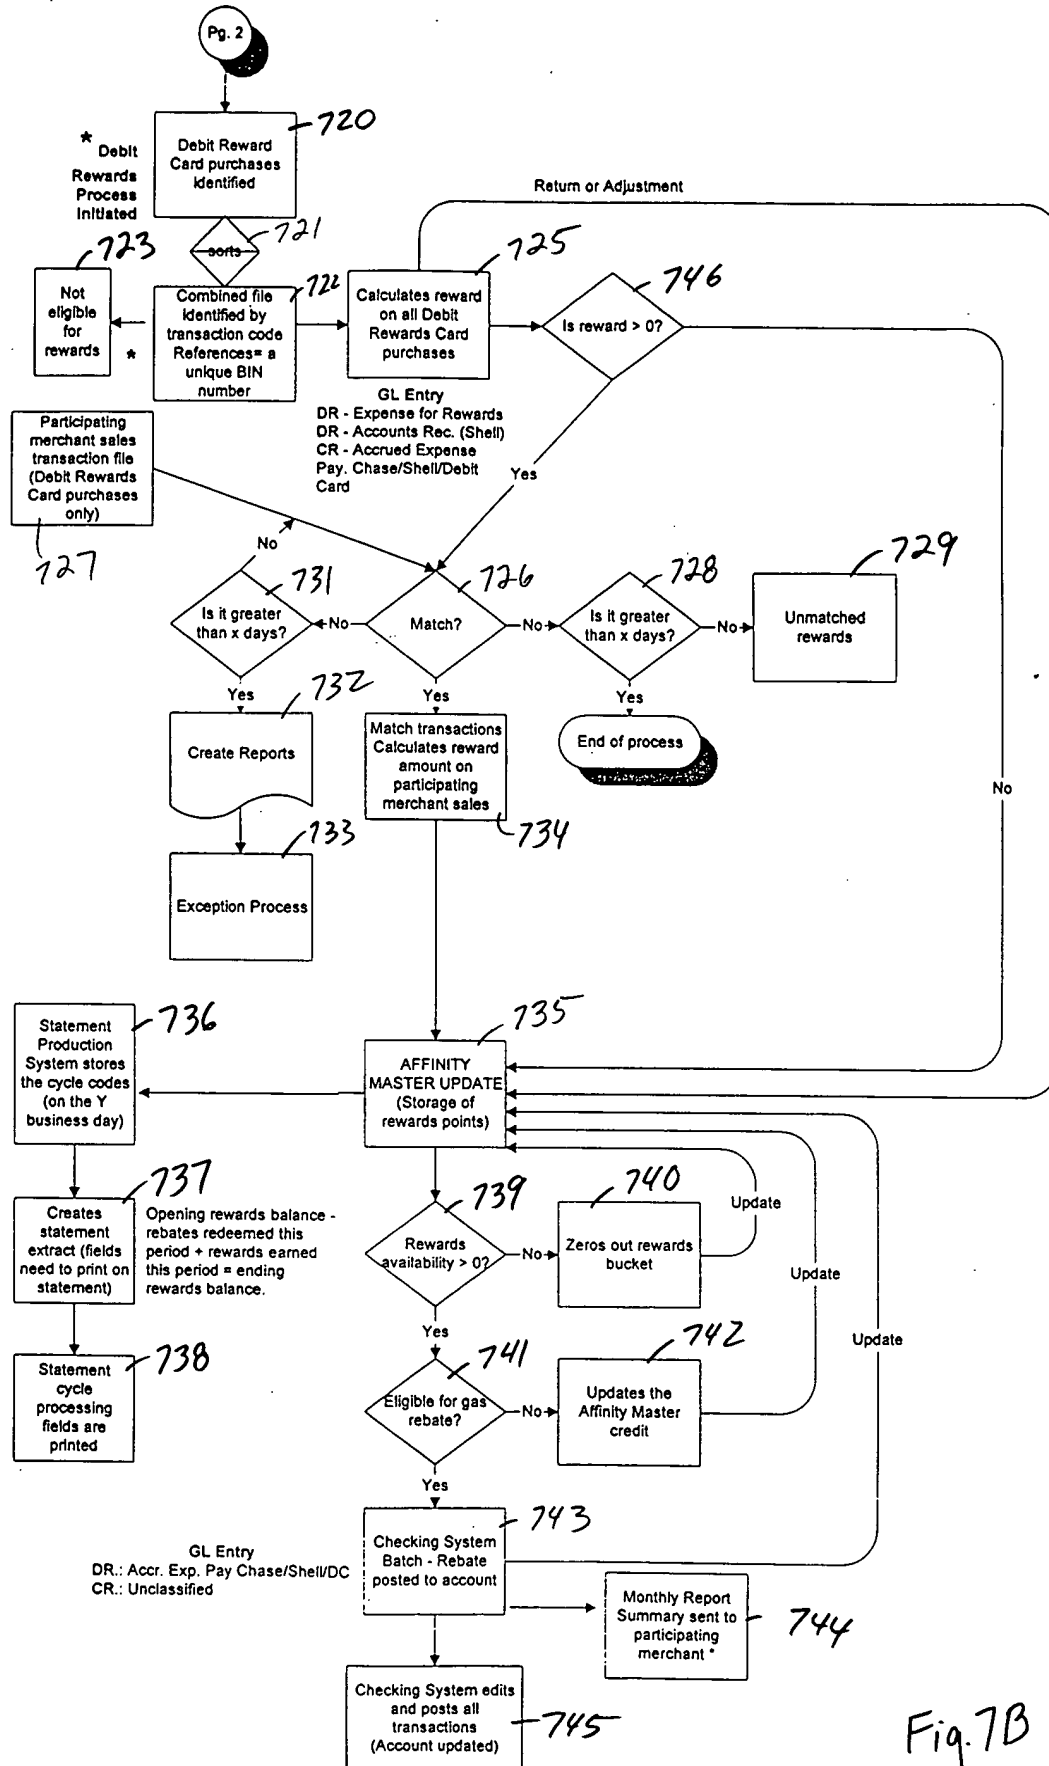 Pg. 2
720
Debit Reward
Card purchases
Identified
* Debit
Rewards
Process
Initiated
721
sorts
723
Not
eligible
for
rewards
*
722
Combined file
identified by
transaction code
References= a
unique BIN
number
Return or Adjustment
725
Calculates reward
on all Debit
Rewards Card
purchases
746
Is reward > 0?
GL Entry
DR - Expense for Rewards
DR - Accounts Rec. (Shell)
CR - Accrued Expense
Pay. Chase/Shell/Debit
Card
Yes
No
Participating
merchant sales
transaction file
(Debit Rewards
Card purchases
only)
727
No
731
Is it greater
than x days?
No
726
Match?
No
728
Is it greater
than x days?
No
729
Unmatched
rewards
Yes
Yes
Yes
732
Create Reports
Match transactions
Calculates reward
amount on
participating
merchant sales
734
End of process
733
Exception Process
735
AFFINITY
MASTER UPDATE
(Storage of
rewards points)
736
Statement
Production
System stores
the cycle codes
(on the Y
business day)
737
Creates
statement
extract (fields
need to print on
statement)
Opening rewards balance -
rebates redeemed this
period + rewards earned
this period = ending
rewards balance.
738
Statement
cycle
processing
fields are
printed
739
Rewards
availability > 0?
No
740
Zeros out rewards
bucket
Update
Yes
741
Eligible for gas
rebate?
No
742
Updates the
Affinity Master
credit
Update
Update
Yes
743
Checking System
Batch - Rebate
posted to account
GL Entry
DR.: Accr. Exp. Pay Chase/Shell/DC
CR.: Unclassified
Monthly Report
Summary sent to
participating
merchant *
744
Checking System edits
and posts all
transactions
(Account updated)
745
Fig. 7B